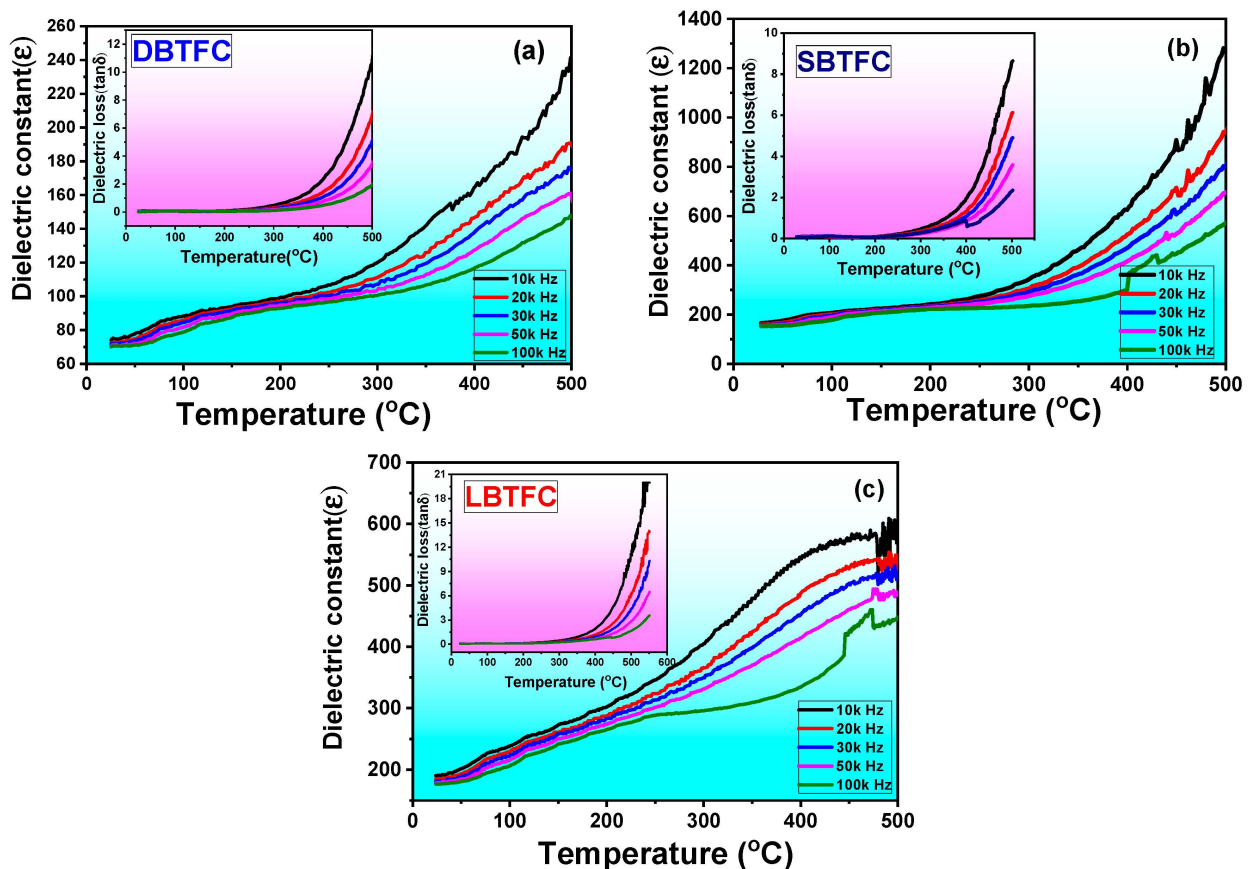 (a)
DBTFC
Dielectric constant(ε)
260
240
220
200
180
160
140
120
100
80
60
0 100 200 300 400 500
Temperature (°C)
Dielectric loss(tanδ)
12
10
8
6
4
2
0
0 100 200 300 400 500
Temperature(°C)
10k Hz
20k Hz
30k Hz
50k Hz
100k Hz
(b)
SBTFC
Dielectric constant (ε)
1400
1200
1000
800
600
400
200
0
0 100 200 300 400 500
Temperature (°C)
Dielectric loss(tanδ)
10
8
6
4
2
0
0 100 200 300 400 500
Temperature (°C)
10k Hz
20k Hz
30k Hz
50k Hz
100k Hz
(c)
LBTFC
Dielectric constant(ε)
700
600
500
400
300
200
0 100 200 300 400 500
Temperature (°C)
Dielectric loss(tanδ)
21
18
15
12
9
6
3
0
0 100 200 300 400 500 600
Temperature (°C)
10k Hz
20k Hz
30k Hz
50k Hz
100k Hz